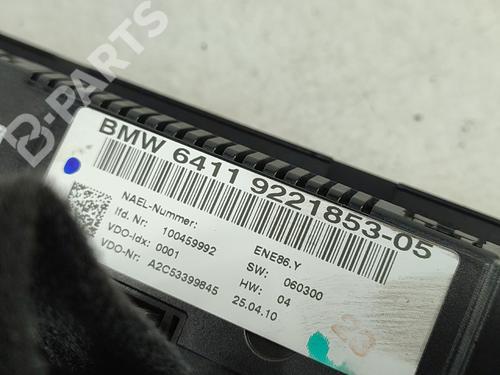 B-PARTS
BMW 6411 9221853-05
NAEL-Nummer:
lfd. Nr: 100459992
VDO-Idx: 0001
VDO-Nr: A2C53399845
ENE86.Y
SW: 060300
HW: 04
25.04.10